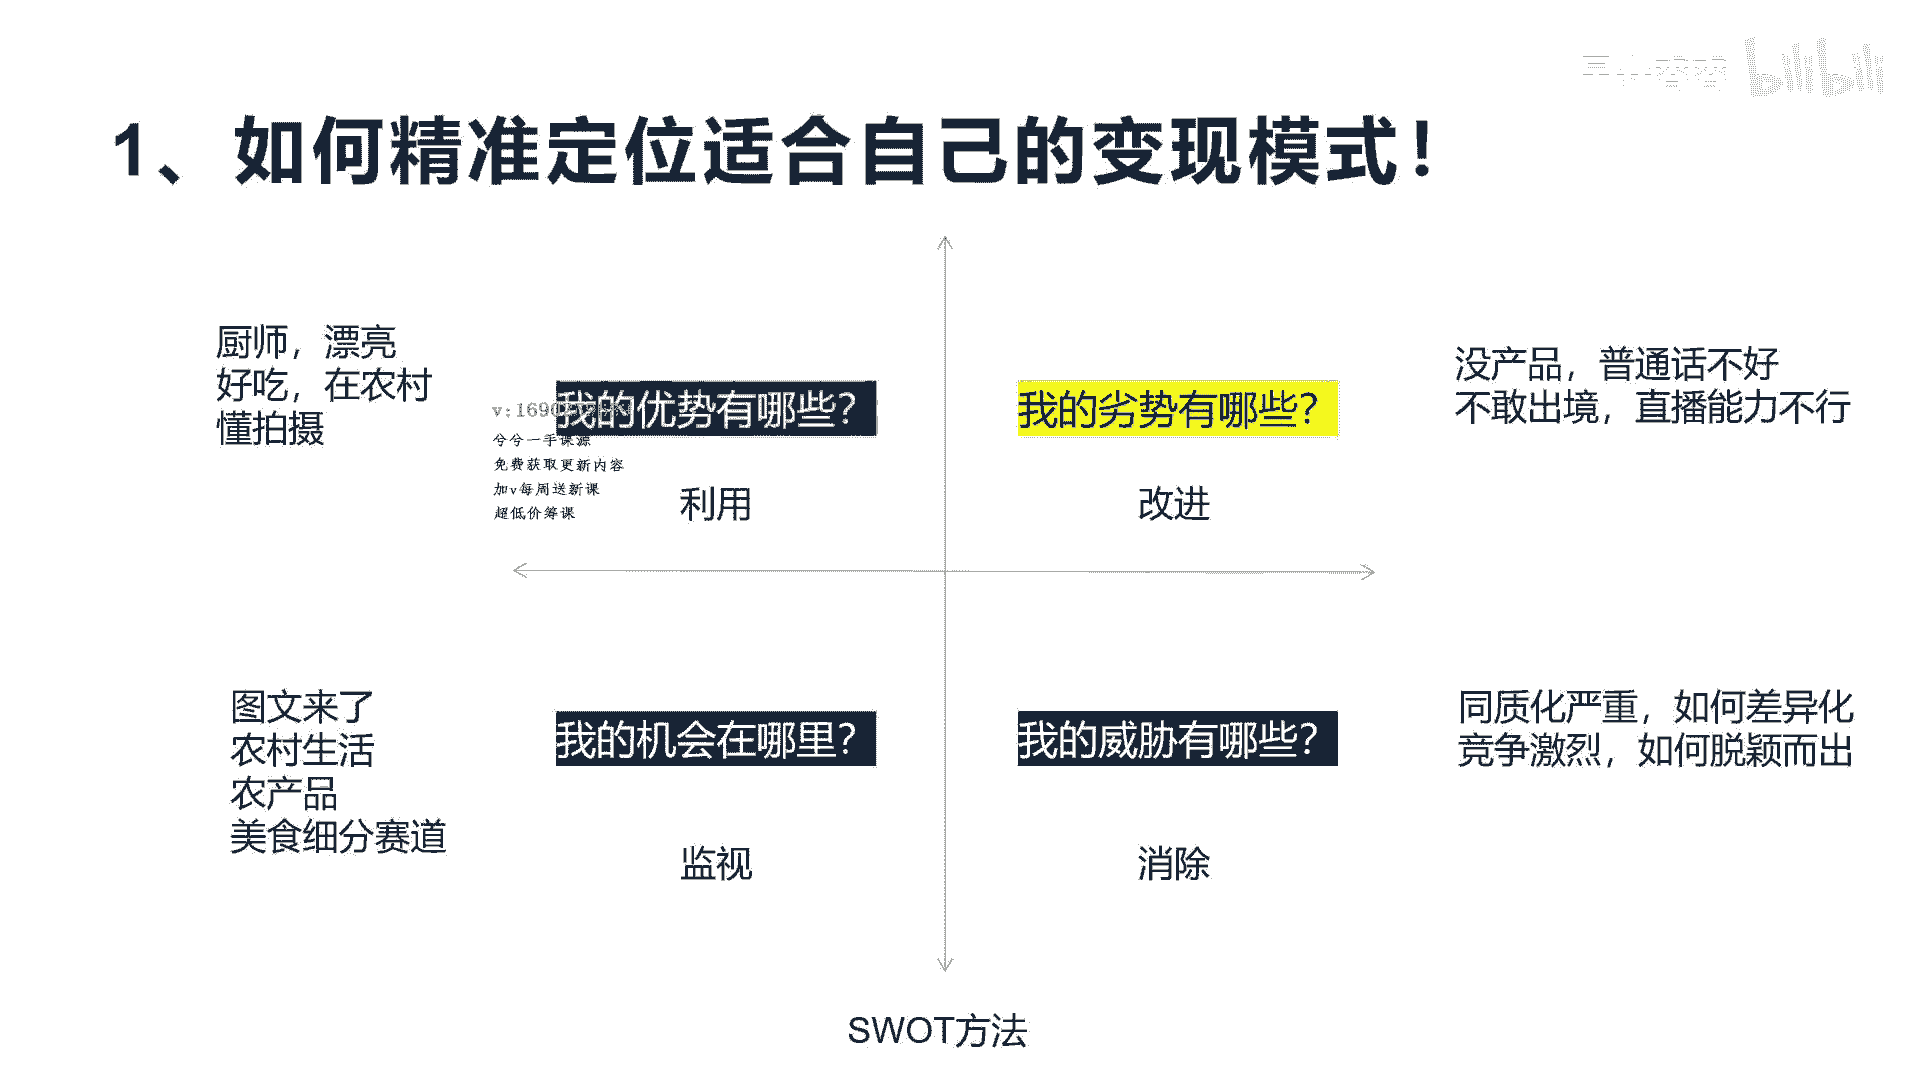 bilibili
1、如何精准定位适合自己的变现模式！
厨师，漂亮
好吃，在农村
懂拍摄
我的优势有哪些？
兮兮一手课源
免费获取更新内容
加v每周送新课
超低价筹课
利用
我的劣势有哪些？
改进
没产品，普通话不好
不敢出境，直播能力不行
图文来了
农村生活
农产品
美食细分赛道
我的机会在哪里？
监视
我的威胁有哪些？
消除
同质化严重，如何差异化
竞争激烈，如何脱颖而出
SWOT方法